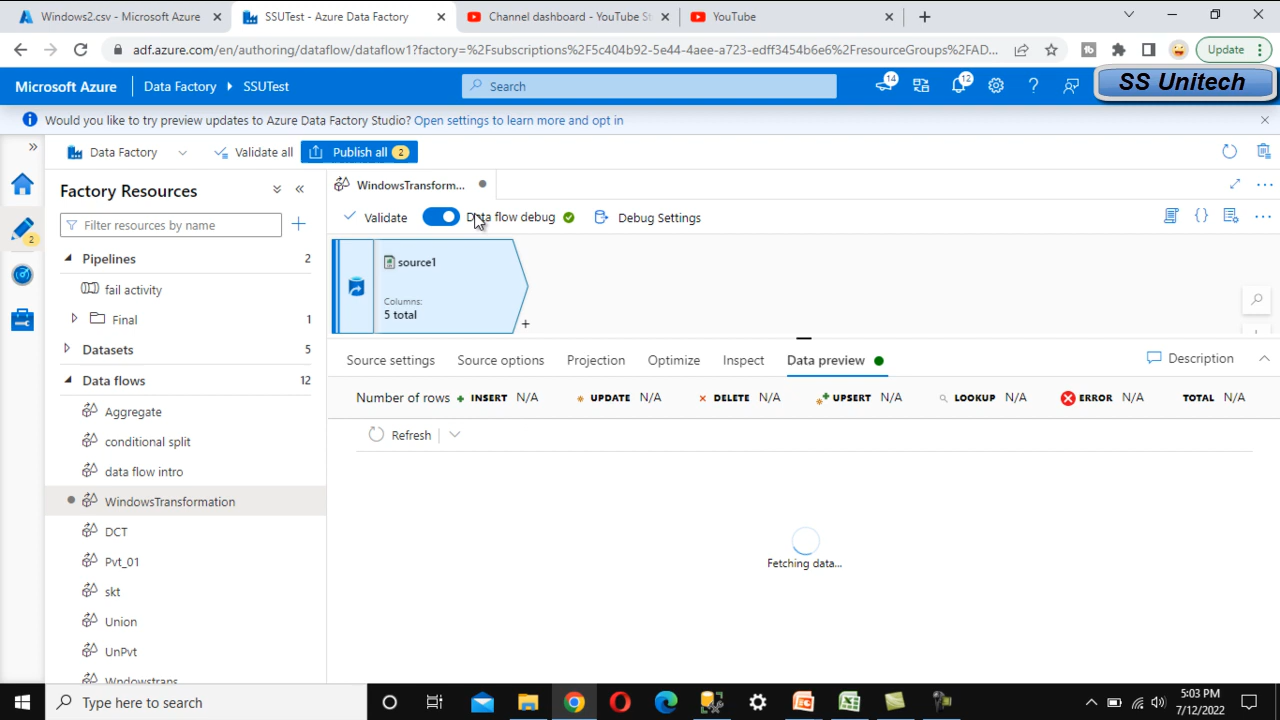 Windows2.csv - Microsoft Azure
SSUTest - Azure Data Factory
Channel dashboard - YouTube St
YouTube
adf.azure.com/en/authoring/dataflow/dataflow1?factory=%2Fsubscriptions%2F5c404b92-5e44-4aee-a723-edff3454b6e6%2FresourceGroups%2FAD...
Update
Microsoft Azure
Data Factory
SSUTest
Search
14
12
SS Unitech
Would you like to try preview updates to Azure Data Factory Studio? Open settings to learn more and opt in
Data Factory
Validate all
Publish all 2
Factory Resources
WindowsTransform...
Filter resources by name
2
Validate
Data flow debug
Debug Settings
Pipelines 2
fail activity
Final 1
Datasets 5
Data flows 12
Aggregate
conditional split
data flow intro
WindowsTransformation
DCT
Pvt_01
skt
Union
UnPvt
Wndowstrans
source1
Columns:
5 total
+
Source settings
Source options
Projection
Optimize
Inspect
Data preview
Description
Number of rows
INSERT N/A
UPDATE N/A
DELETE N/A
UPSERT N/A
LOOKUP N/A
ERROR N/A
TOTAL N/A
Refresh
Fetching data...
Type here to search
5:03 PM
7/12/2022